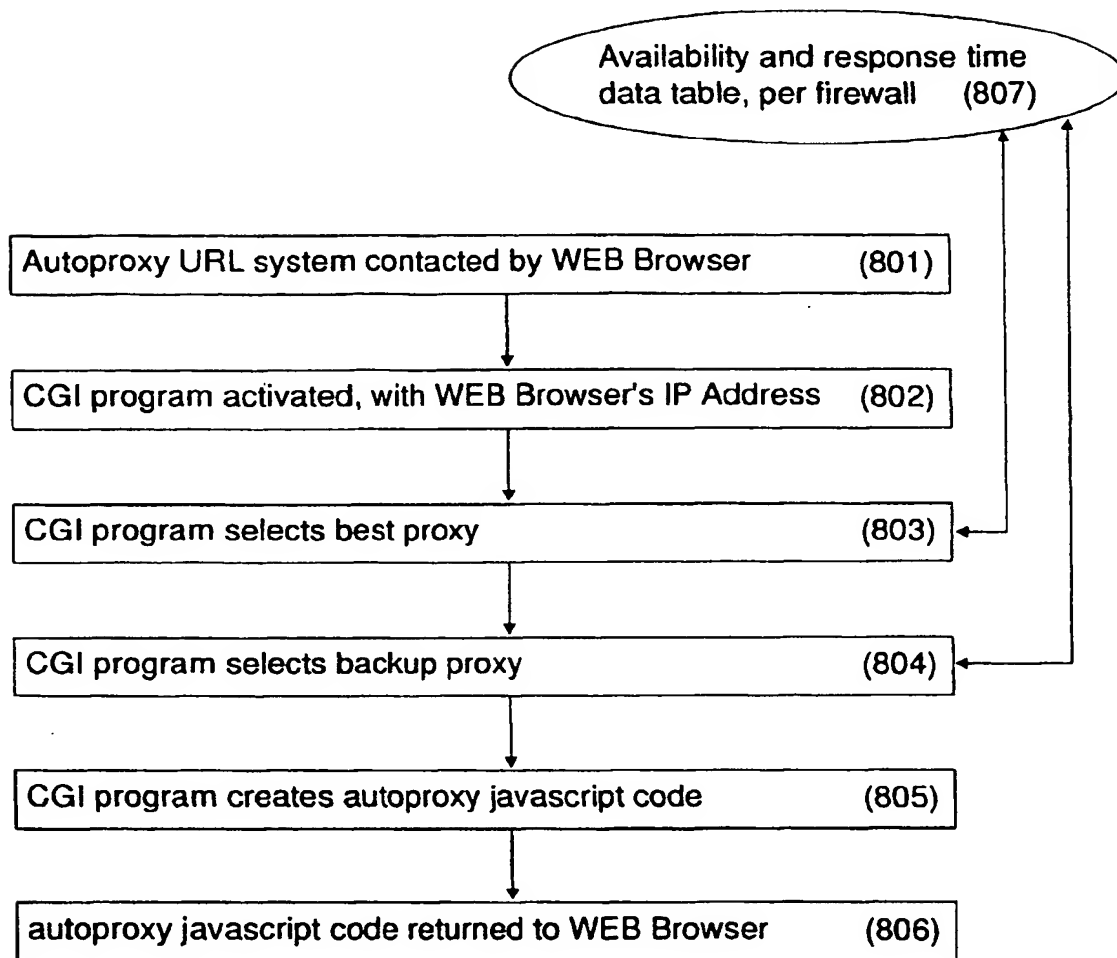 Availability and response time
data table, per firewall (807)
Autoproxy URL system contacted by WEB Browser (801)
CGI program activated, with WEB Browser's IP Address (802)
CGI program selects best proxy (803)
CGI program selects backup proxy (804)
CGI program creates autoproxy javascript code (805)
autoproxy javascript code returned to WEB Browser (806)